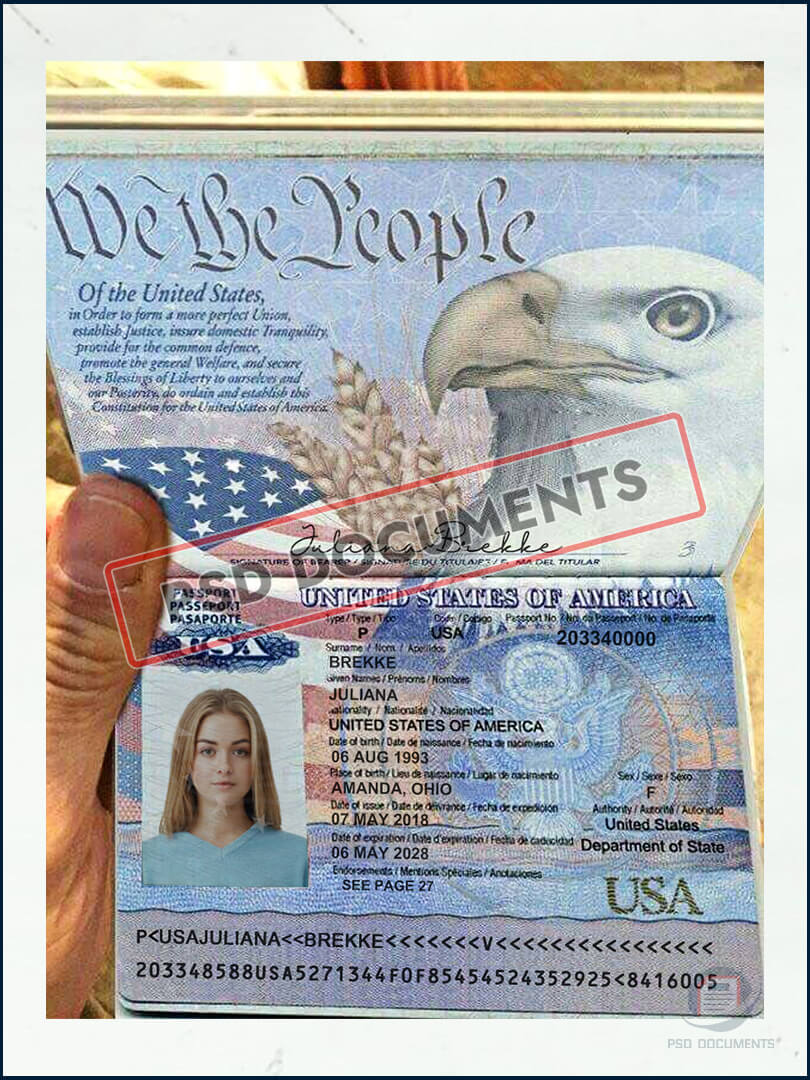 We the People
Of the United States,
in Order to form a more perfect Union,
establish Justice, insure domestic Tranquility,
provide for the common defence,
promote the general Welfare, and secure
the Blessings of Liberty to ourselves and
our Posterity, do ordain and establish this
Constitution for the United States of America.
PSD DOCUMENTS
Juliana Brekke
SIGNATURE OF BEARER / SIGNATURE DU TITULAIRE / DEL TITULAR
3
PASSPORT
PASSEPORT
PASAPORTE
USA
UNITED STATES OF AMERICA
Type / Type / Tipo Code / Codigo Passport No. / No. de Passeport / No. de Pasaporte
P USA 203340000
Surname / Nom / Apellidos
BREKKE
Given Names / Prénoms / Nombres
JULIANA
Nationality / Nationalité / Nacionalidad
UNITED STATES OF AMERICA
Date of birth / Date de naissance / Fecha de nacimiento
06 AUG 1993
Place of birth / Lieu de naissance / Lugar de nacimiento Sex / Sexe / Sexo
AMANDA, OHIO F
Date of issue / Date de délivrance / Fecha de expedición Authority / Autorité / Autoridad
07 MAY 2018 United States
Date of expiration / Date d'expiration / Fecha de caducidad Department of State
06 MAY 2028
Endorsements / Mentions Spéciales / Anotaciones
SEE PAGE 27
USA
P<USAJULIANA<<BREKKE<<<<<<<V<<<<<<<<<<<<<<<<
203348588USA5271344F0F85454524352925<8416005
PSD DOCUMENTS